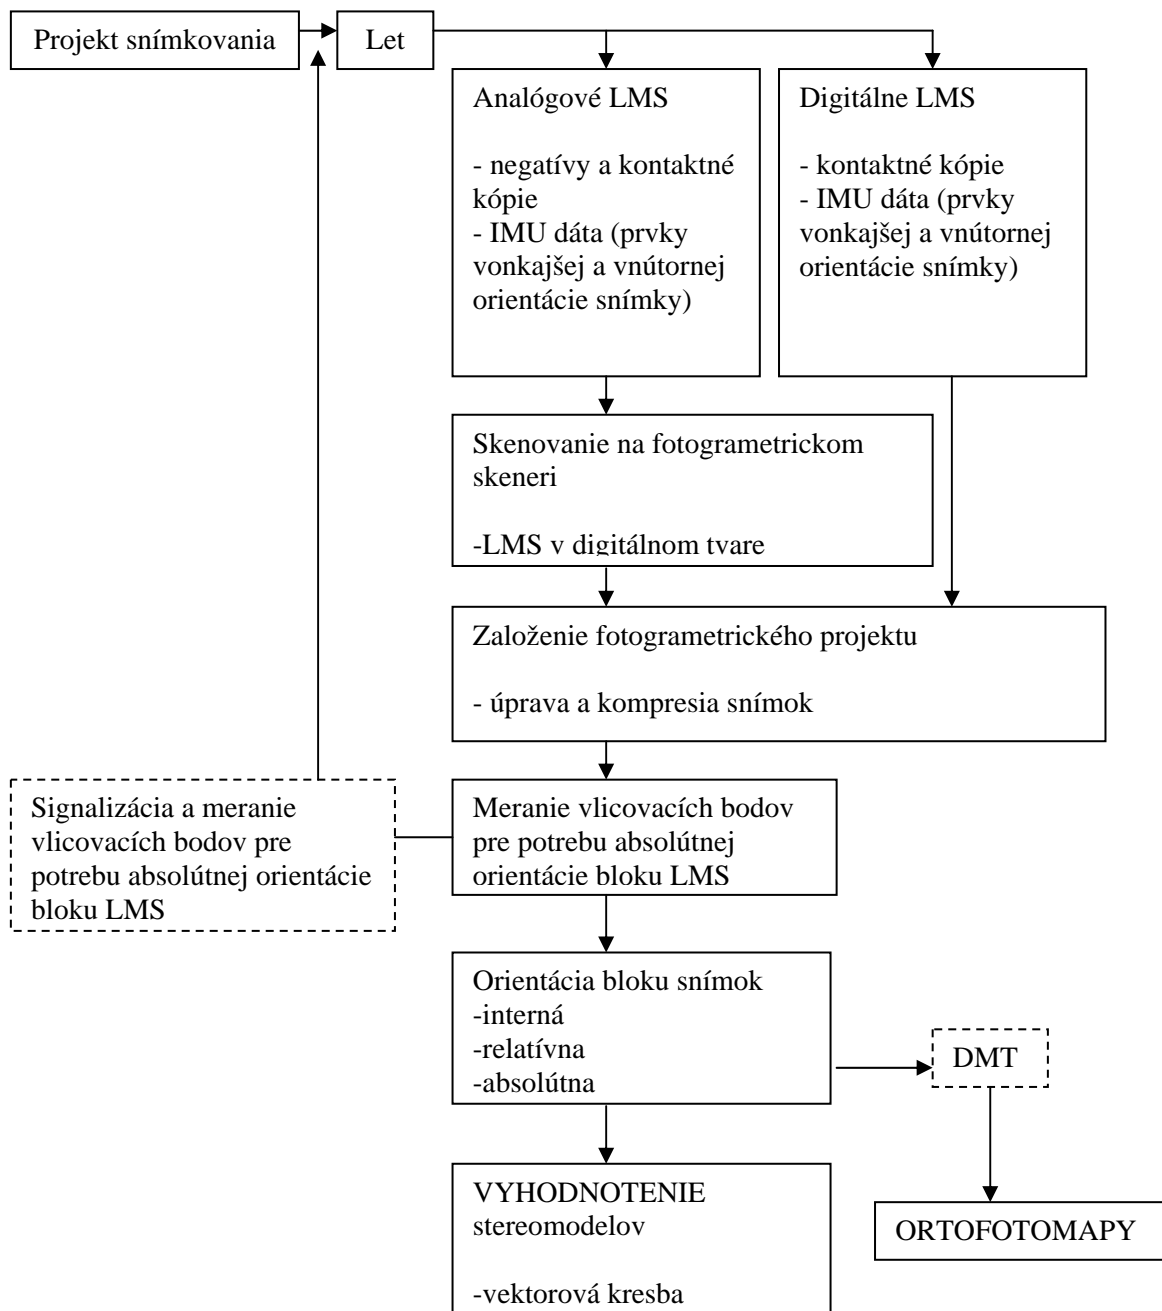 Projekt snímkovania
Let
Analógové LMS
- negatívy a kontaktné
kópie
- IMU dáta (prvky
vonkajšej a vnútornej
orientácie snímky)
Digitálne LMS
- kontaktné kópie
- IMU dáta (prvky
vonkajšej a vnútornej
orientácie snímky)
Skenovanie na fotogrametrickom
skeneri
-LMS v digitálnom tvare
Založenie fotogrametrického projektu
- úprava a kompresia snímok
Signalizácia a meranie
vlicovacích bodov pre
potrebu absolútnej orientácie
bloku LMS
Meranie vlicovacích bodov
pre potrebu absolútnej
orientácie bloku LMS
Orientácia bloku snímok
-interná
-relatívna
-absolútna
DMT
VYHODNOTENIE
stereomodelov
-vektorová kresba
ORTOFOTOMAPY